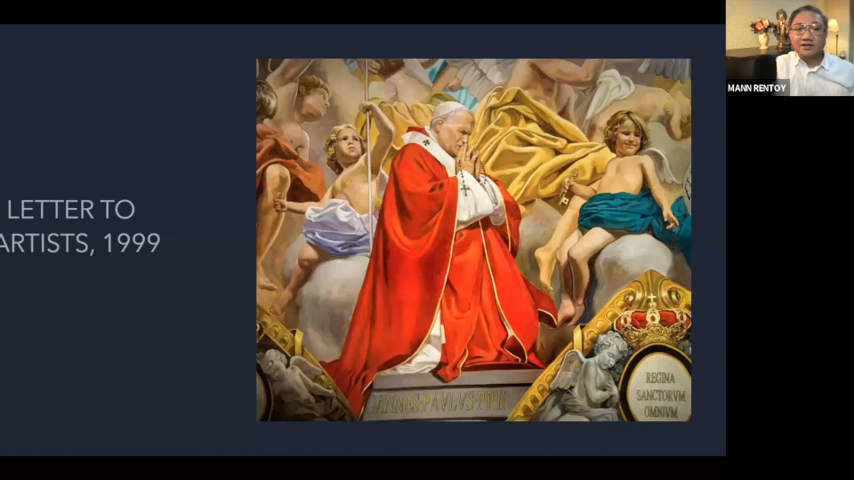 LETTER TO
ARTISTS, 1999
MANN RENTOY
IOANNES·PAVLVS·PP·II
REGINA
SANCTORVM
OMNIVM